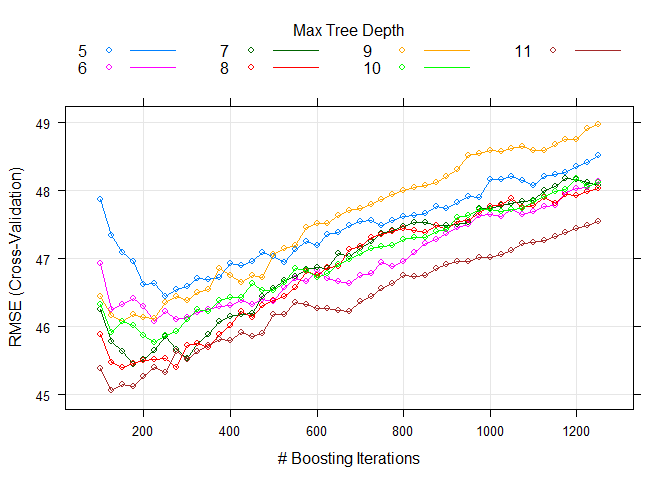 Max Tree Depth
5 7 9 11
6 8 10
49
48
47
46
45
RMSE (Cross-Validation)
200 400 600 800 1000 1200
# Boosting Iterations